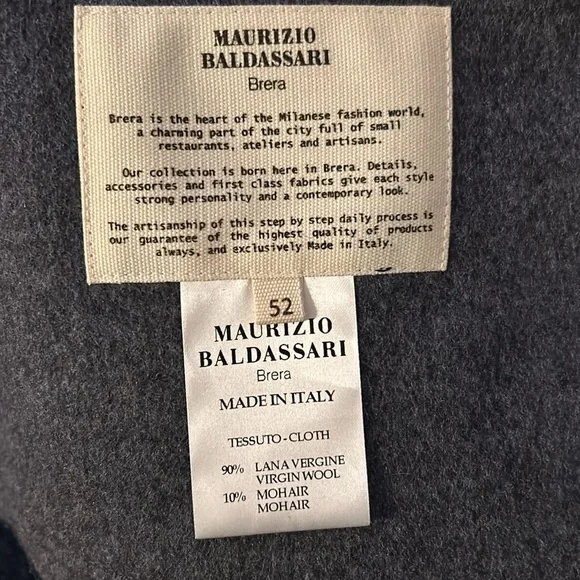 MAURIZIO
BALDASSARI
Brera
Brera is the heart of the Milanese fashion world,
a charming part of the city full of small
restaurants, ateliers and artisans.
Our collection is born here in Brera. Details,
accessories and first class fabrics give each style
strong personality and a contemporary look.
The artisanship of this step by step daily process is
our guarantee of the highest quality of products
always, and exclusively Made in Italy.
52
MAURIZIO
BALDASSARI
Brera
MADE IN ITALY
TESSUTO-CLOTH
90% LANA VERGINE
VIRGIN WOOL
10% MOHAIR
MOHAIR